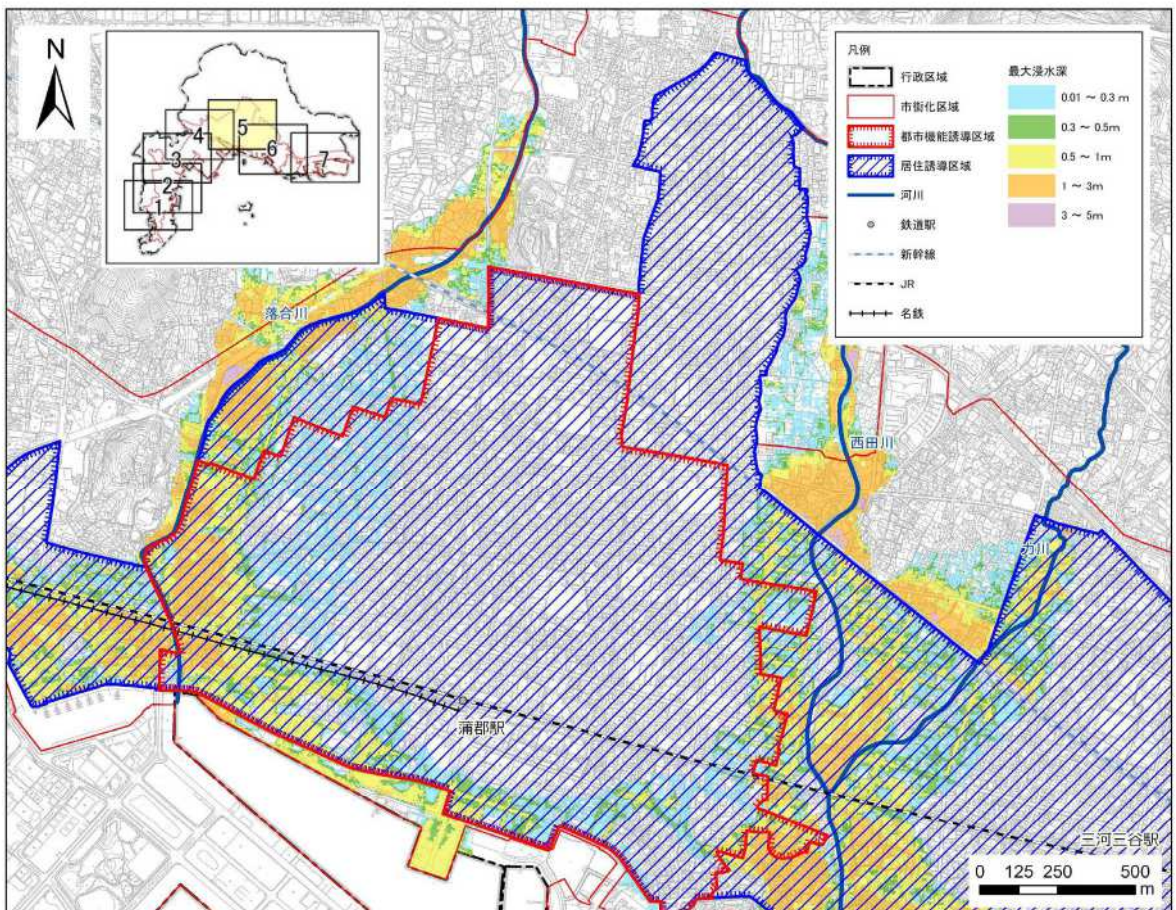 N
4
5
3
6
7
2
1
凡例
行政区域
市街化区域
都市機能誘導区域
居住誘導区域
河川
鉄道駅
新幹線
JR
名鉄
最大浸水深
0.01 ～ 0.3 m
0.3 ～ 0.5m
0.5 ～ 1m
1 ～ 3m
3 ～ 5m
落合川
西田川
力川
蒲郡駅
三河三谷駅
0 125 250 500
m